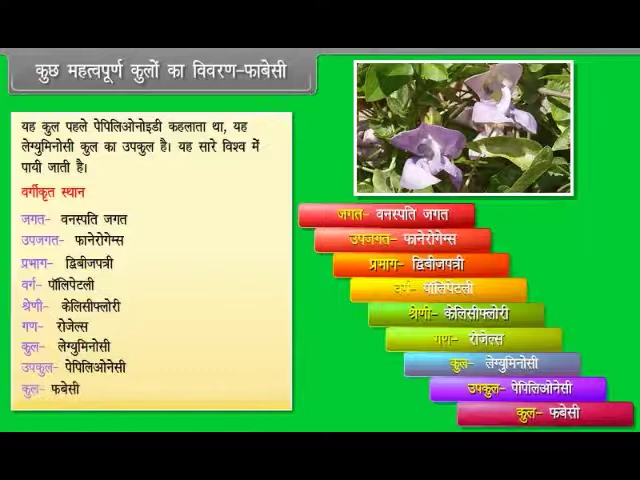 कुछ महत्वपूर्ण कुलों का विवरण-फाबेसी
यह कुल पहले पेपिलिओनोइडी कहलाता था, यह
लेग्युमिनोसी कुल का उपकुल है। यह सारे विश्व में
पायी जाती है।
वर्गीकृत स्थान
जगत- वनस्पति जगत
उपजगत- फानेरोगेम्स
प्रभाग- द्विबीजपत्री
वर्ग- पॉलिपेटली
श्रेणी- केलिसीफ्लोरी
गण- रोजेल्स
कुल- लेग्युमिनोसी
उपकुल- पेपिलिओनेसी
कुल- फबेसी
जगत- वनस्पति जगत
उपजगत- फानेरोगेम्स
प्रभाग- द्विबीजपत्री
वर्ग- पॉलिपेटली
श्रेणी- केलिसीफ्लोरी
गण- रोजेल्स
कुल- लेग्युमिनोसी
उपकुल- पेपिलिओनेसी
कुल- फबेसी